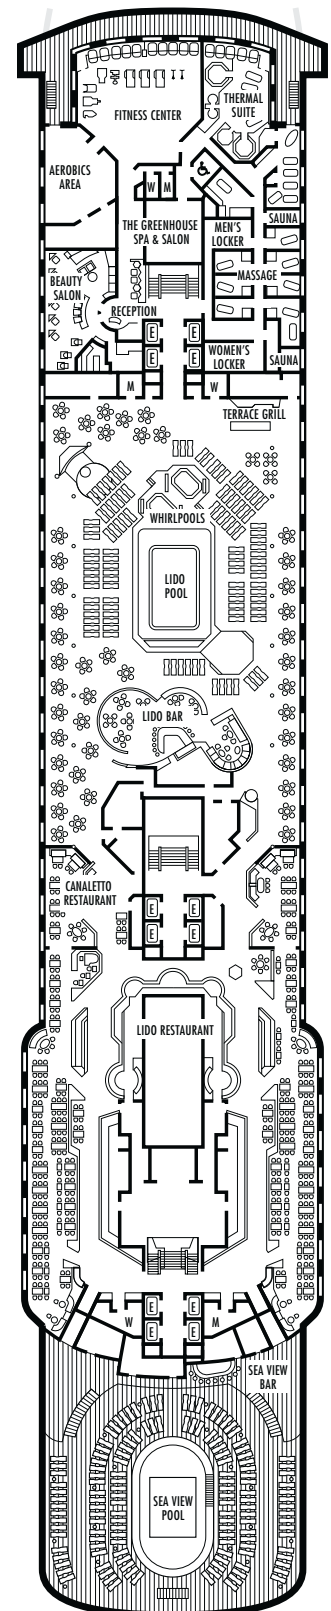 FITNESS CENTER
THERMAL
SUITE
AEROBICS
AREA
W M
SAUNA
THE GREENHOUSE
SPA & SALON
MEN'S
LOCKER
BEAUTY
SALON
MASSAGE
RECEPTION
E E
E E
WOMEN'S
LOCKER
SAUNA
M W
TERRACE GRILL
WHIRLPOOLS
LIDO
POOL
LIDO BAR
CANALETTO
RESTAURANT
E E
E E
LIDO RESTAURANT
E E
W M
E E
SEA VIEW
BAR
SEA VIEW
POOL